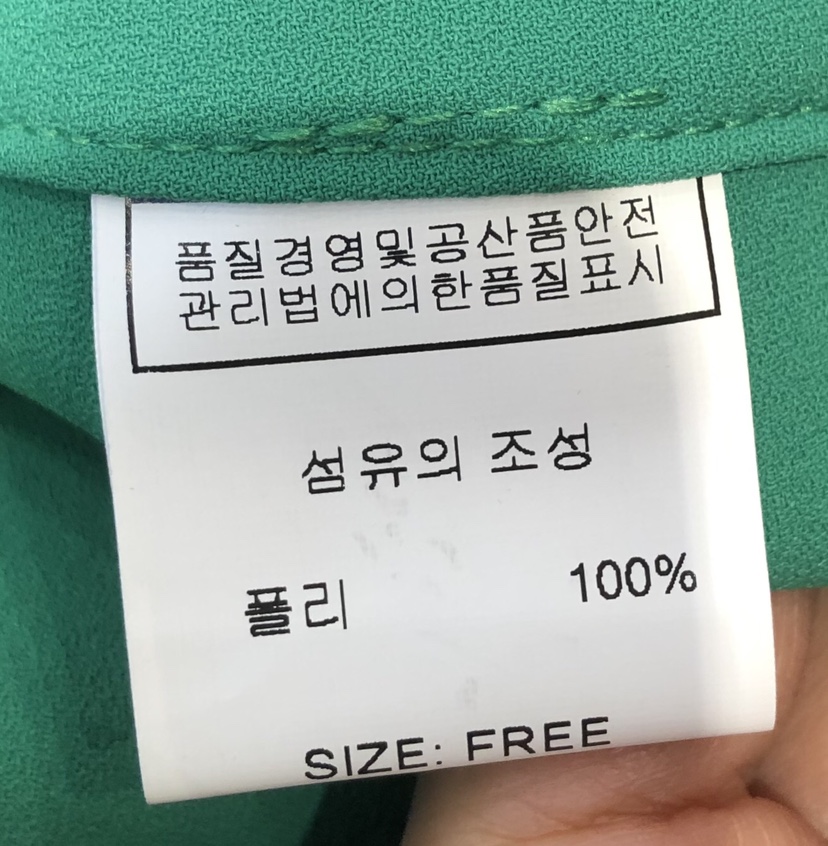 품질경영및공산품안전
관리법에의한품질표시
섬유의 조성
폴리 100%
SIZE: FREE